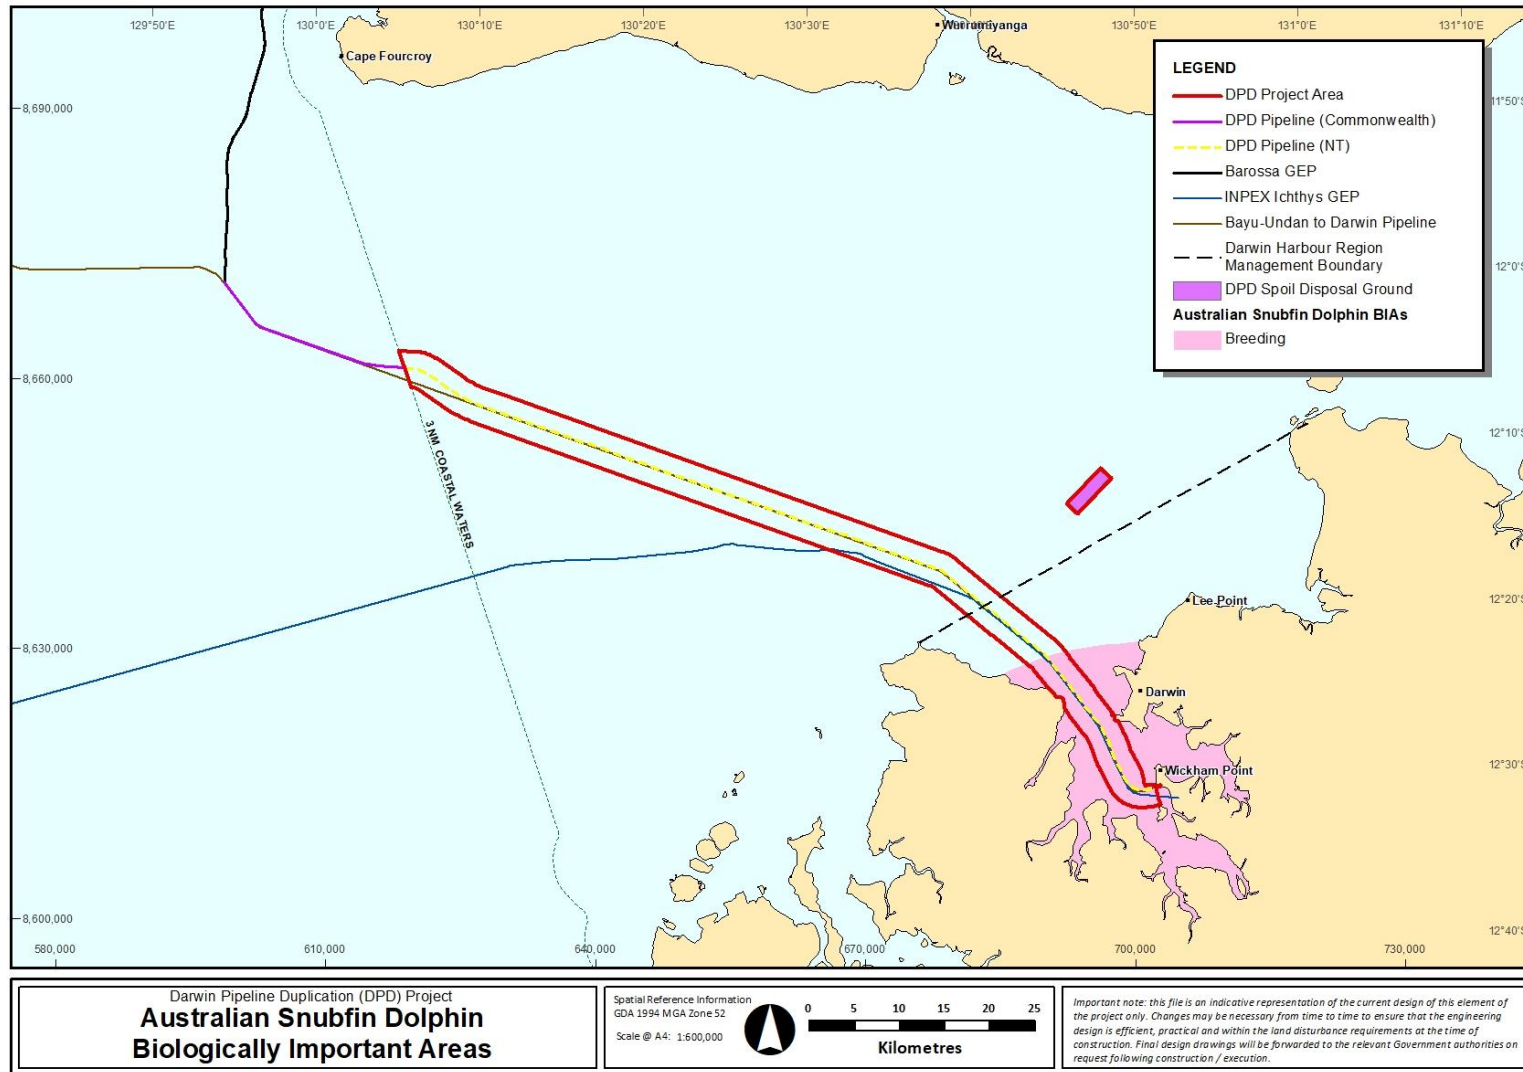 129°50'E
130°0'E
130°10'E
130°20'E
130°30'E
130°50'E
131°0'E
131°10'E
Wurrumiyanga
Cape Fourcroy
8,690,000
8,660,000
8,630,000
8,600,000
LEGEND
DPD Project Area
DPD Pipeline (Commonwealth)
DPD Pipeline (NT)
Barossa GEP
INPEX Ichthys GEP
Bayu-Undan to Darwin Pipeline
Darwin Harbour Region
Management Boundary
DPD Spoil Disposal Ground
Australian Snubfin Dolphin BIAs
Breeding
11°50'S
12°0'S
12°10'S
12°20'S
12°30'S
12°40'S
3 NM COASTAL WATERS
Lee Point
Darwin
Wickham Point
580,000
610,000
640,000
670,000
700,000
730,000
Darwin Pipeline Duplication (DPD) Project
Australian Snubfin Dolphin
Biologically Important Areas
Spatial Reference Information
GDA 1994 MGA Zone 52
Scale @ A4: 1:600,000
0 5 10 15 20 25
Kilometres
Important note: this file is an indicative representation of the current design of this element of
the project only. Changes may be necessary from time to time to ensure that the engineering
design is efficient, practical and within the land disturbance requirements at the time of
construction. Final design drawings will be forwarded to the relevant Government authorities on
request following construction / execution.